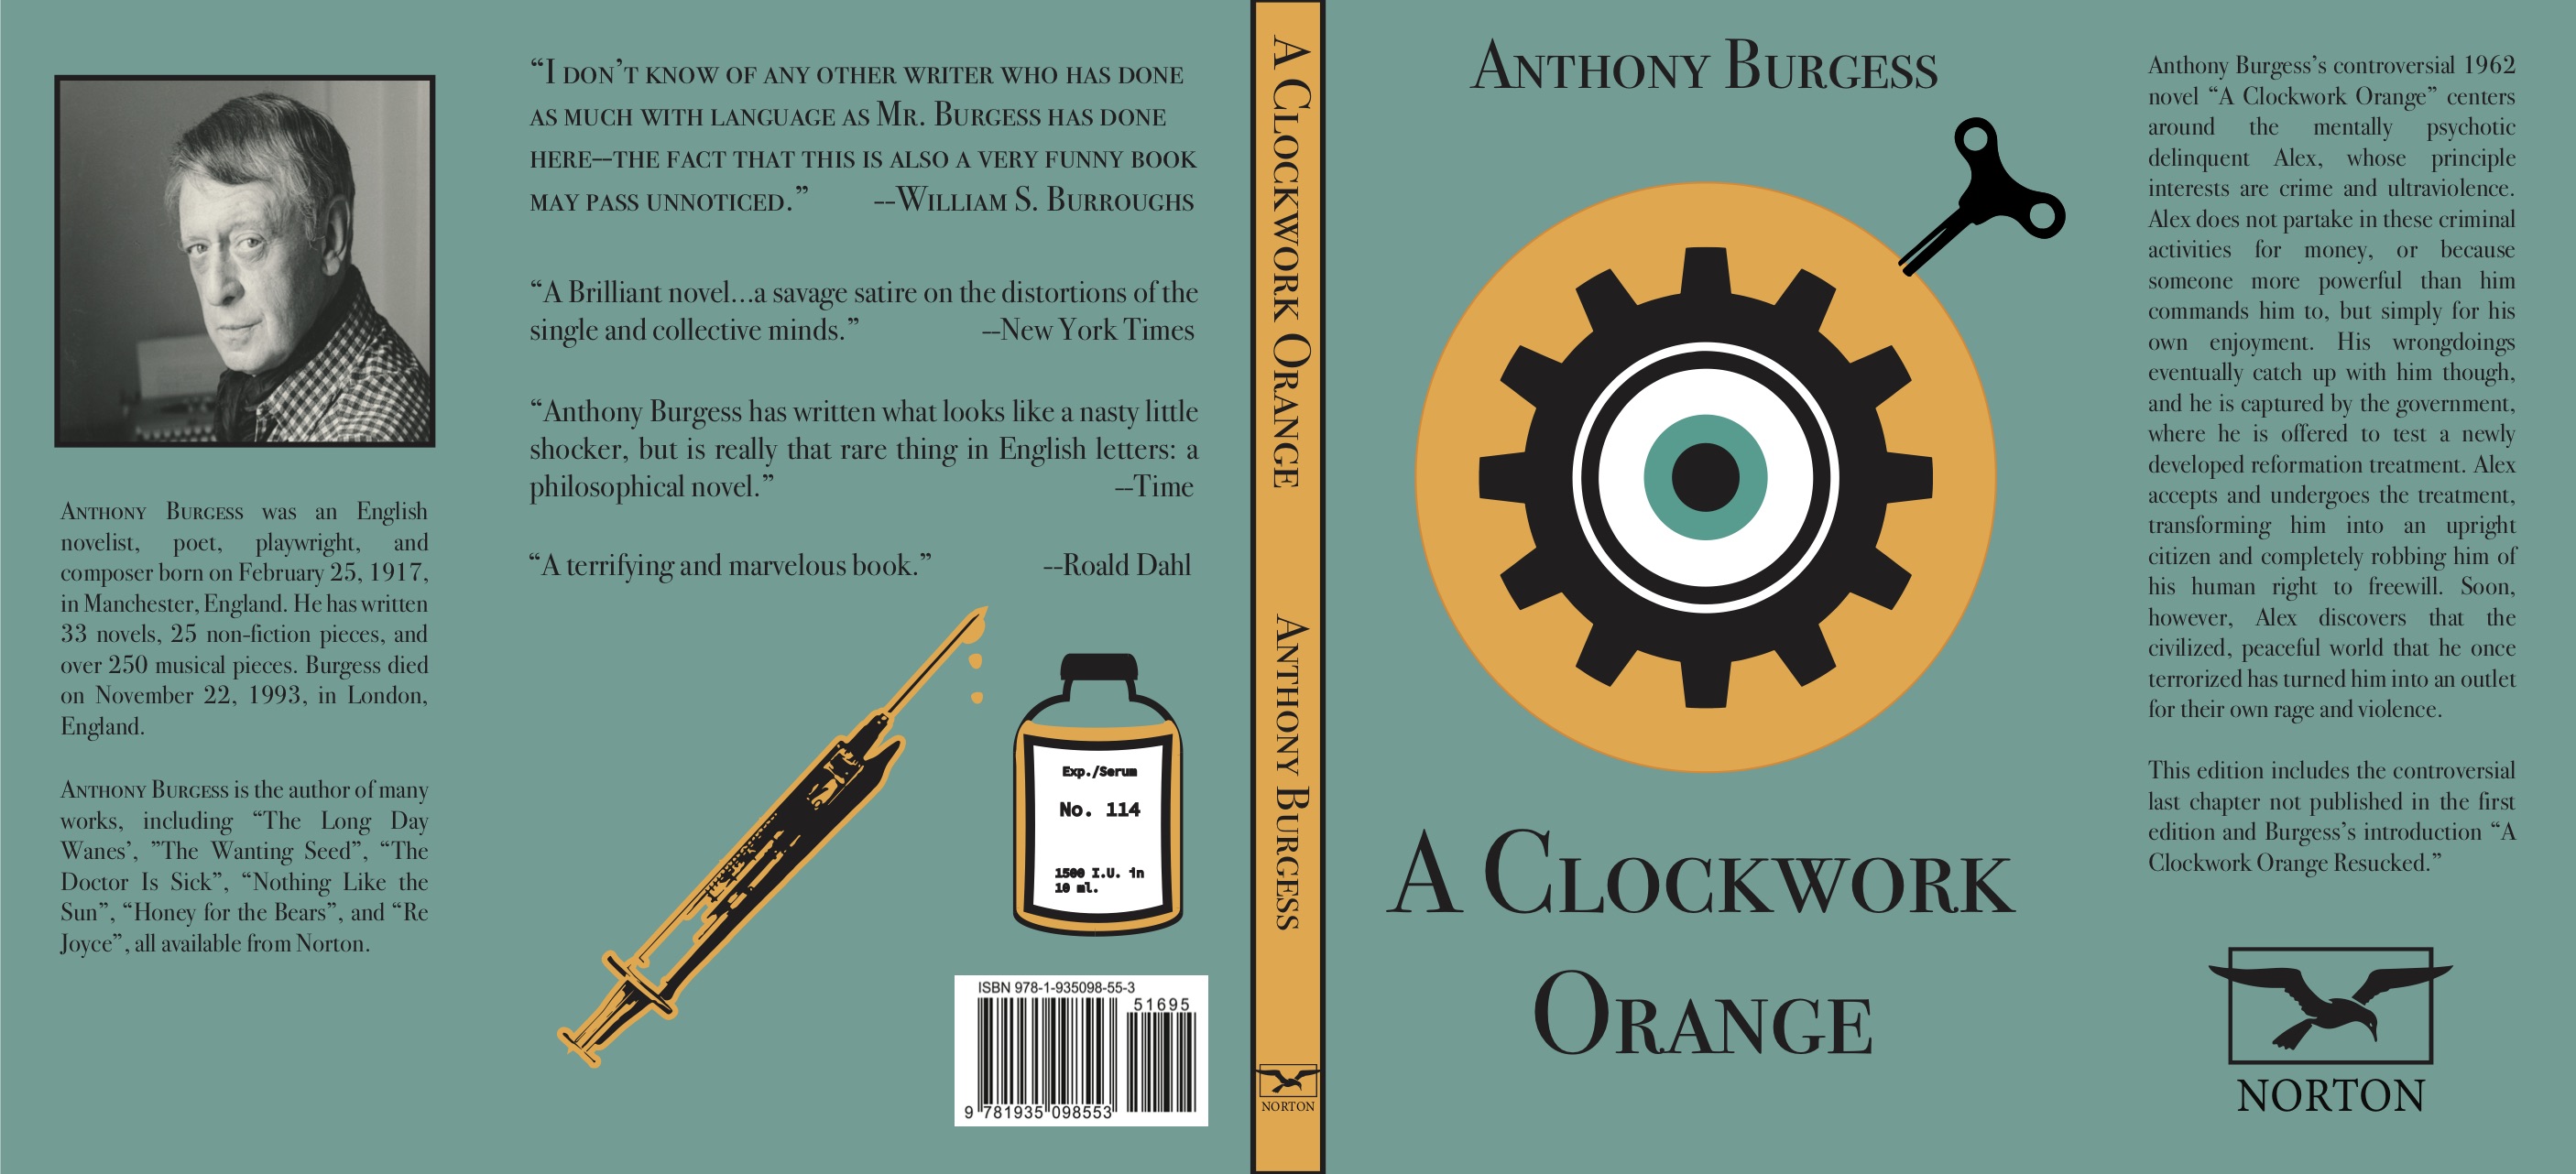 Anthony Burgess was an English
novelist, poet, playwright, and
composer born on February 25, 1917,
in Manchester, England. He has written
33 novels, 25 non-fiction pieces, and
over 250 musical pieces. Burgess died
on November 22, 1993, in London,
England.
Anthony Burgess is the author of many
works, including “The Long Day
Wanes’, ”The Wanting Seed”, “The
Doctor Is Sick”, “Nothing Like the
Sun”, “Honey for the Bears”, and “Re
Joyce”, all available from Norton.
“I don’t know of any other writer who has done
as much with language as Mr. Burgess has done
here--the fact that this is also a very funny book
may pass unnoticed.” --William S. Burroughs
“A Brilliant novel...a savage satire on the distortions of the
single and collective minds.” --New York Times
“Anthony Burgess has written what looks like a nasty little
shocker, but is really that rare thing in English letters: a
philosophical novel.” --Time
“A terrifying and marvelous book.” --Roald Dahl
Exp./Serum
No. 114
1500 I.U. in
10 ml.
ISBN 978-1-935098-55-3
51695
9 781935 098553
A Clockwork Orange Anthony Burgess
NORTON
Anthony Burgess
A Clockwork
Orange
Anthony Burgess’s controversial 1962
novel “A Clockwork Orange” centers
around the mentally psychotic
delinquent Alex, whose principle
interests are crime and ultraviolence.
Alex does not partake in these criminal
activities for money, or because
someone more powerful than him
commands him to, but simply for his
own enjoyment. His wrongdoings
eventually catch up with him though,
and he is captured by the government,
where he is offered to test a newly
developed reformation treatment. Alex
accepts and undergoes the treatment,
transforming him into an upright
citizen and completely robbing him of
his human right to freewill. Soon,
however, Alex discovers that the
civilized, peaceful world that he once
terrorized has turned him into an outlet
for their own rage and violence.
This edition includes the controversial
last chapter not published in the first
edition and Burgess’s introduction “A
Clockwork Orange Resucked.”
NORTON